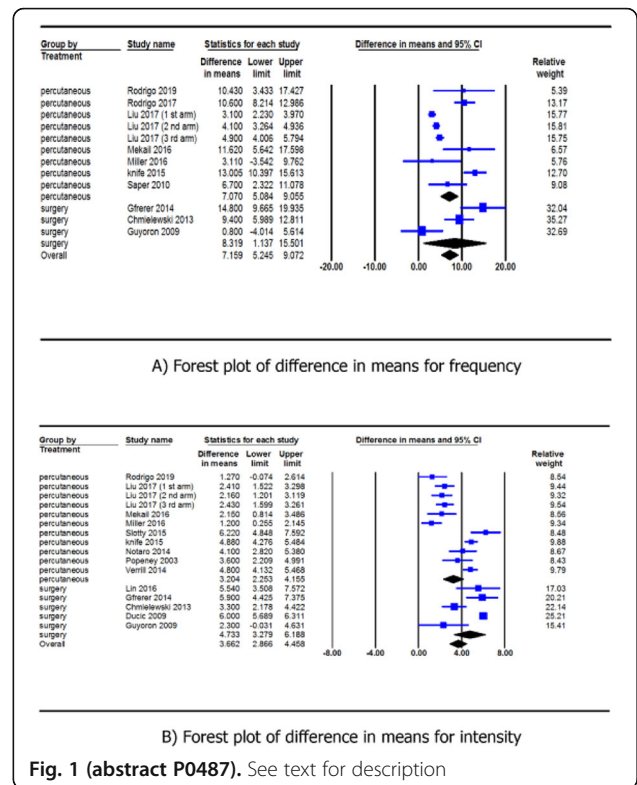 Group by Study name Statistics for each study Difference in means and 95% CI
Treatment
Difference Lower Upper Relative
in means limit limit weight
percutaneous Rodrigo 2019 10.430 3.433 17.427 5.39
percutaneous Rodrigo 2017 10.600 8.214 12.986 13.17
percutaneous Liu 2017 (1 st arm) 3.100 2.230 3.970 15.77
percutaneous Liu 2017 (2 nd arm) 4.100 3.264 4.936 15.81
percutaneous Liu 2017 (3 rd arm) 4.900 4.006 5.794 15.75
percutaneous Mekail 2016 11.620 5.642 17.598 6.57
percutaneous Miller 2016 3.110 -3.542 9.762 5.76
percutaneous knife 2015 13.005 10.397 15.613 12.70
percutaneous Saper 2010 6.700 2.322 11.078 9.08
percutaneous 7.070 5.084 9.055
surgery Gfrerer 2014 14.800 9.665 19.935 32.04
surgery Chmielewski 2013 9.400 5.989 12.811 35.27
surgery Guyoron 2009 0.800 -4.014 5.614 32.69
surgery 8.319 1.137 15.501
Overall 7.159 5.245 9.072
-20.00 -10.00 0.00 10.00 20.00
A) Forest plot of difference in means for frequency
Group by Study name Statistics for each study Difference in means and 95% CI
Treatment
Difference Lower Upper Relative
in means limit limit weight
percutaneous Rodrigo 2019 1.270 -0.074 2.614 8.54
percutaneous Liu 2017 (1 st arm) 2.410 1.522 3.298 9.44
percutaneous Liu 2017 (2 nd arm) 2.160 1.201 3.119 9.32
percutaneous Liu 2017 (3 rd arm) 2.430 1.599 3.261 9.54
percutaneous Mekail 2016 2.150 0.814 3.486 8.56
percutaneous Miller 2016 1.200 0.255 2.145 9.34
percutaneous Slotty 2015 6.220 4.848 7.592 8.48
percutaneous knife 2015 4.880 4.276 5.484 9.88
percutaneous Notaro 2014 4.100 2.820 5.380 8.67
percutaneous Popeney 2003 3.600 2.209 4.991 8.43
percutaneous Verrill 2014 4.800 4.132 5.468 9.79
percutaneous 3.204 2.253 4.155
surgery Lin 2016 5.540 3.508 7.572 17.03
surgery Gfrerer 2014 5.900 4.425 7.375 20.21
surgery Chmielewski 2013 3.300 2.178 4.422 22.14
surgery Ducic 2009 6.000 5.689 6.311 25.21
surgery Guyoron 2009 2.300 -0.031 4.631 15.41
surgery 4.733 3.279 6.188
Overall 3.662 2.866 4.458
-8.00 -4.00 0.00 4.00 8.00
B) Forest plot of difference in means for intensity
Fig. 1 (abstract P0487). See text for description